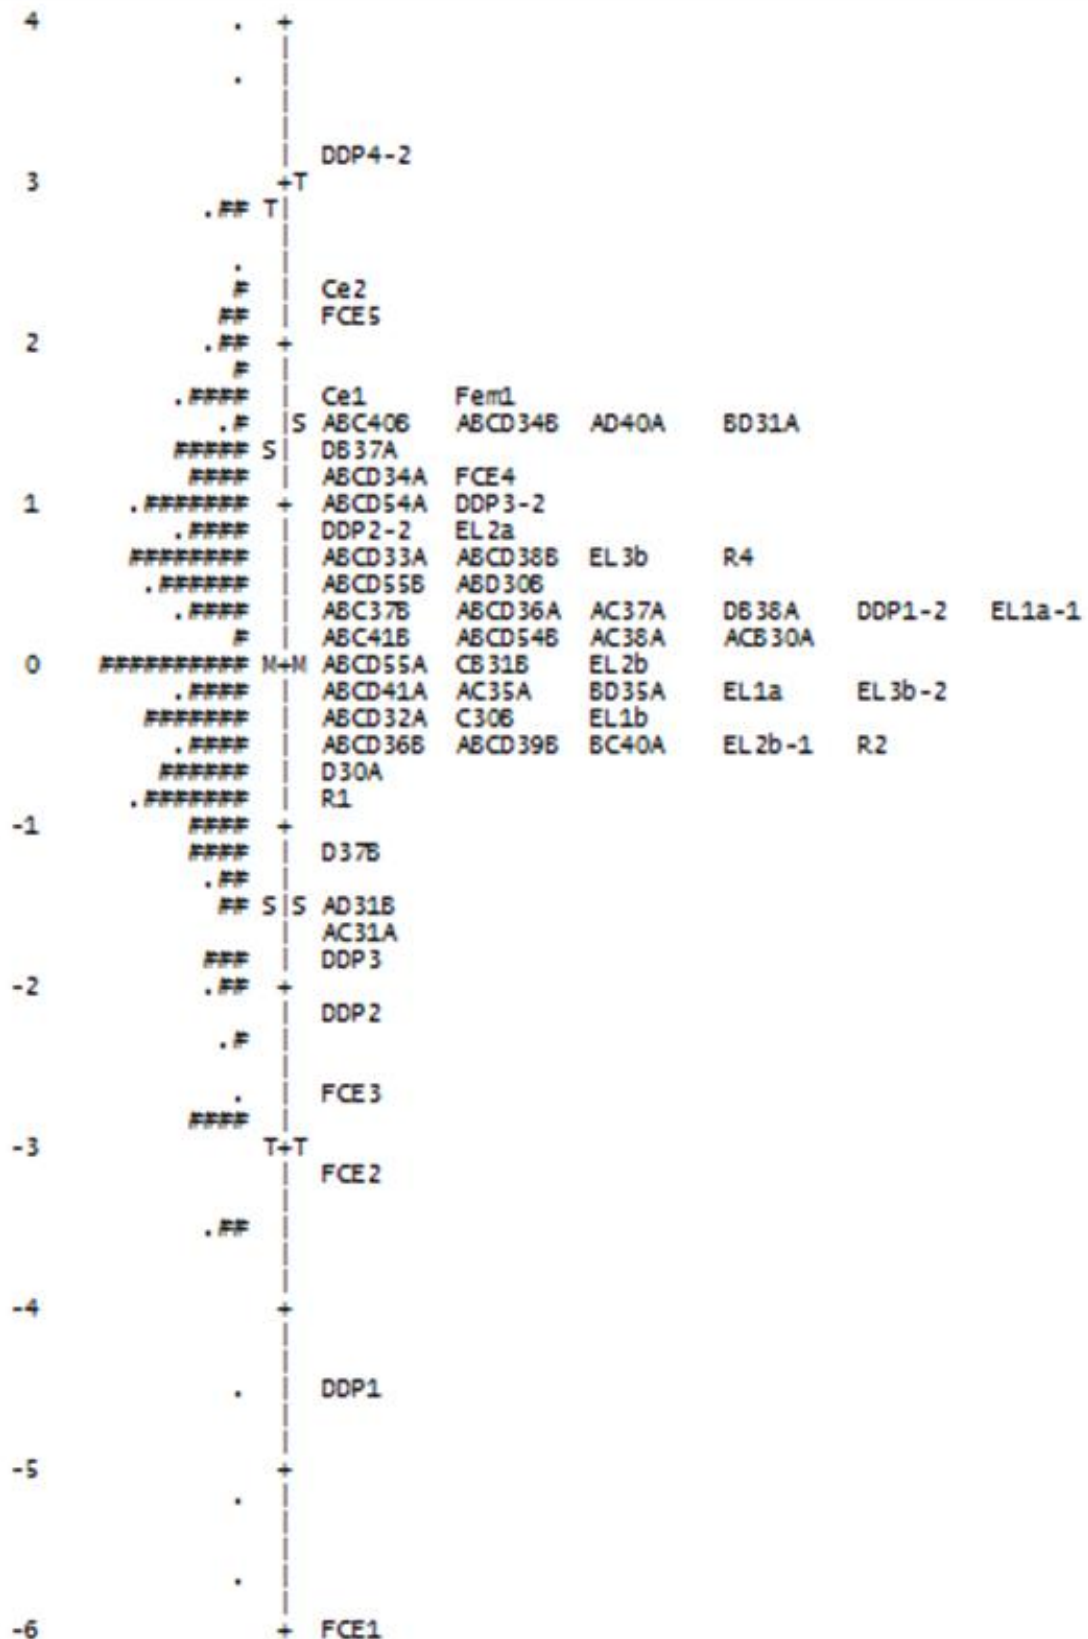 4 . +
|
. |
|
|
| DDP4-2
3 +T
.## T|
|
. |
# | Ce2
## | FCE5
2 .## +
# |
.#### | Ce1 Fem1
.# |S ABC40B ABCD34B AD40A BD31A
##### S| DB37A
#### | ABCD34A FCE4
1 .####### + ABCD54A DDP3-2
.#### | DDP2-2 EL2a
######## | ABCD33A ABCD38B EL3b R4
.###### | ABCD55B ABD30B
.#### | ABC37B ABCD36A AC37A DB38A DDP1-2 EL1a-1
# | ABC41B ABCD54B AC38A ACB30A
0 ########## M+M ABCD55A CB31B EL2b
.#### | ABCD41A AC35A BD35A EL1a EL3b-2
####### | ABCD32A C30B EL1b
.#### | ABCD36B ABCD39B BC40A EL2b-1 R2
###### | D30A
.####### | R1
-1 #### +
#### | D37B
.## |
## S|S AD31B
| AC31A
### | DDP3
-2 .## +
| DDP2
.# |
|
. | FCE3
#### |
-3 T+T
| FCE2
|
.## |
|
|
-4 +
|
|
. | DDP1
|
|
-5 +
. |
|
|
. |
|
-6 + FCE1